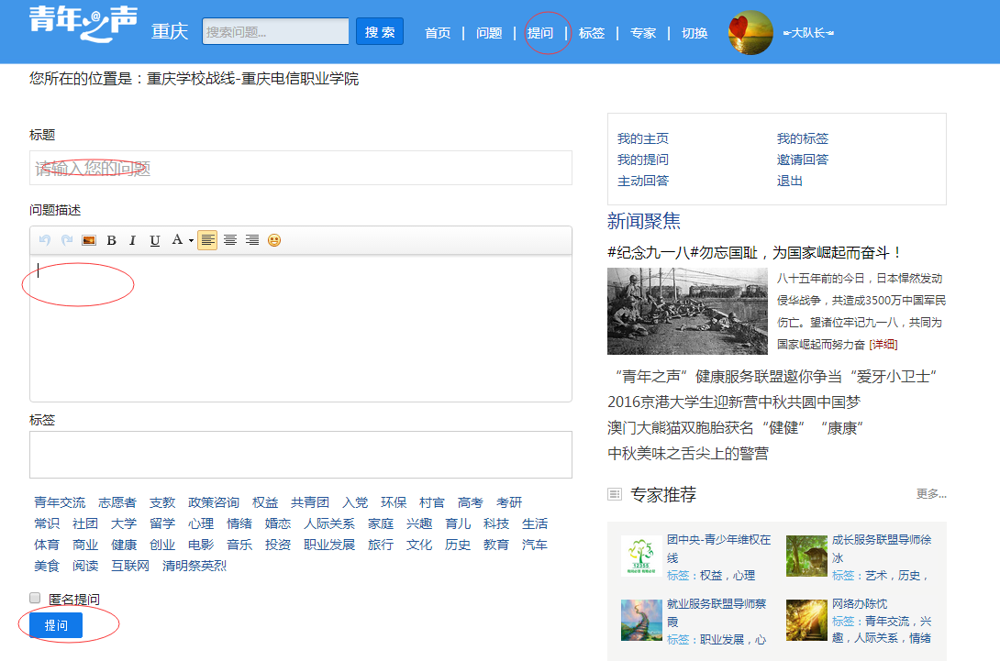 青年之声 重庆 搜索问题... 搜 索 首页 | 问题 | 提问 | 标签 | 专家 | 切换 大队长
您所在的位置是：重庆学校战线-重庆电信职业学院
标题
请输入您的问题
问题描述
B I U A
标签
青年交流 志愿者 支教 政策咨询 权益 共青团 入党 环保 村官 高考 考研
常识 社团 大学 留学 心理 情绪 婚恋 人际关系 家庭 兴趣 育儿 科技 生活
体育 商业 健康 创业 电影 音乐 投资 职业发展 旅行 文化 历史 教育 汽车
美食 阅读 互联网 清明祭英烈
匿名提问
提问
我的主页 我的标签
我的提问 邀请回答
主动回答 退出
新闻聚焦
#纪念九一八#勿忘国耻，为国家崛起而奋斗！
八十五年前的今日，日本悍然发动
侵华战争，共造成3500万中国军民
伤亡。望诸位牢记九一八，共同为
国家崛起而努力奋 [详细]
“青年之声”健康服务联盟邀你争当“爱牙小卫士”
2016京港大学生迎新营中秋共圆中国梦
澳门大熊猫双胞胎获名“健健” “康康”
中秋美味之舌尖上的警营
专家推荐 更多...
12355
团中央-青少年维权在
线
标签：权益，心理
成长服务联盟导师徐
冰
标签：艺术，历史，
就业服务联盟导师蔡
霞
标签：职业发展，心
网络办陈忱
标签：青年交流，兴
趣，人际关系，情绪